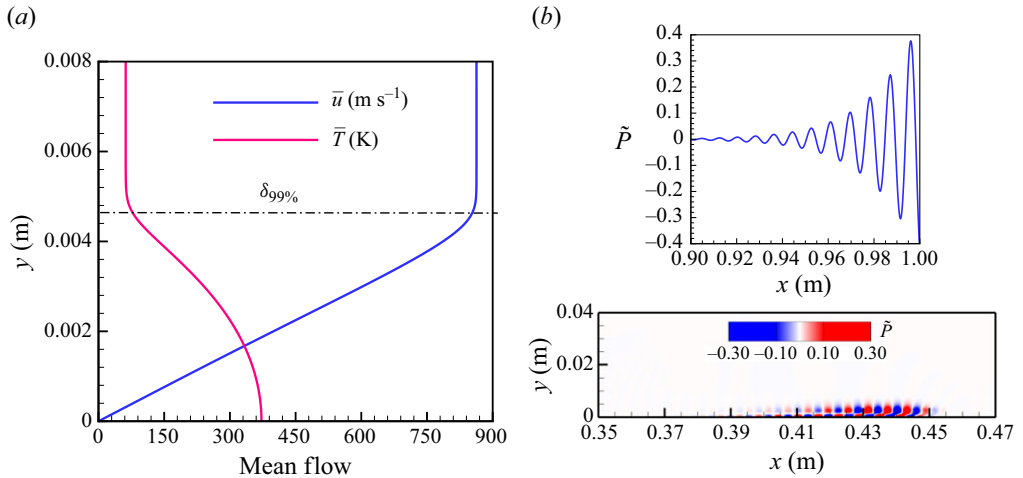 (a)
0.008
0.008
0.004
0.002
0
y (m)
u̅ (m s⁻¹)
T̅ (K)
δ99%
0 150 300 450 600 750 900
Mean flow
(b)
0.4
0.3
0.2
0.1
0
−0.1
−0.2
−0.3
−0.4
P̃
0.90 0.92 0.94 0.96 0.98 1.00
x (m)
0.04
0.02
0
y (m)
P̃
−0.30 −0.10 0.10 0.30
0.35 0.37 0.39 0.41 0.43 0.45 0.47
x (m)